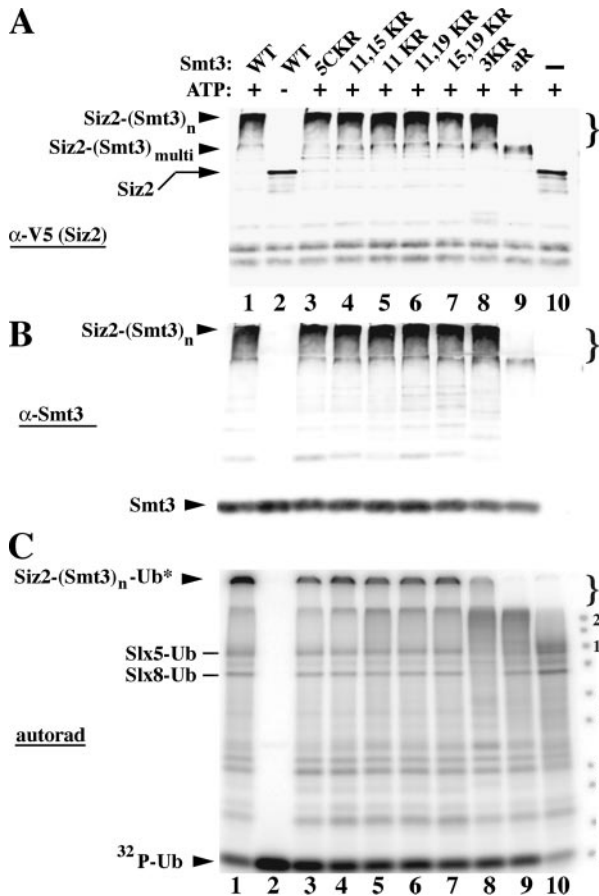 A
Smt3: WT WT 5CKR 11,15 KR 11 KR 11,19 KR 15,19 KR 3KR aR –
ATP: + - + + + + + + + +
Siz2-(Smt3)n
Siz2-(Smt3)multi
Siz2
α-V5 (Siz2)
}
1 2 3 4 5 6 7 8 9 10
B
Siz2-(Smt3)n
}
α-Smt3
Smt3
C
Siz2-(Smt3)n-Ub*
}
2
1
Slx5-Ub
Slx8-Ub
autorad
32P-Ub
1 2 3 4 5 6 7 8 9 10